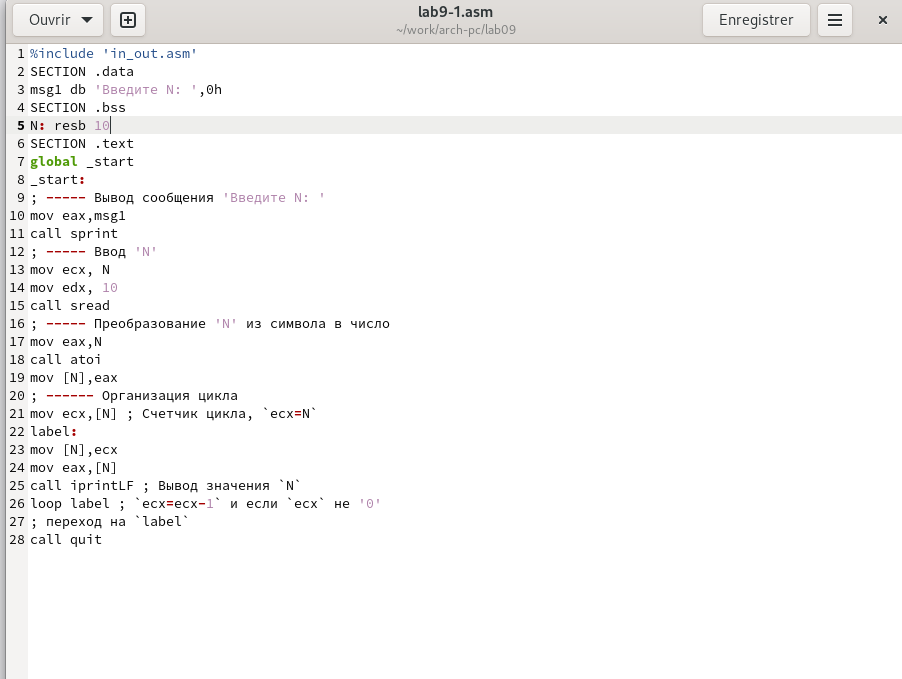 Ouvrir
lab9-1.asm
~/work/arch-pc/lab09
Enregistrer
1 %include 'in_out.asm'
2 SECTION .data
3 msg1 db 'Введите N: ',0h
4 SECTION .bss
5 N: resb 10
6 SECTION .text
7 global _start
8 _start:
9 ; ----- Вывод сообщения 'Введите N: '
10 mov eax,msg1
11 call sprint
12 ; ----- Ввод 'N'
13 mov ecx, N
14 mov edx, 10
15 call sread
16 ; ----- Преобразование 'N' из символа в число
17 mov eax,N
18 call atoi
19 mov [N],eax
20 ; ------ Организация цикла
21 mov ecx,[N] ; Счетчик цикла, `ecx=N`
22 label:
23 mov [N],ecx
24 mov eax,[N]
25 call iprintLF ; Вывод значения `N`
26 loop label ; `ecx=ecx-1` и если `ecx` не '0'
27 ; переход на `label`
28 call quit